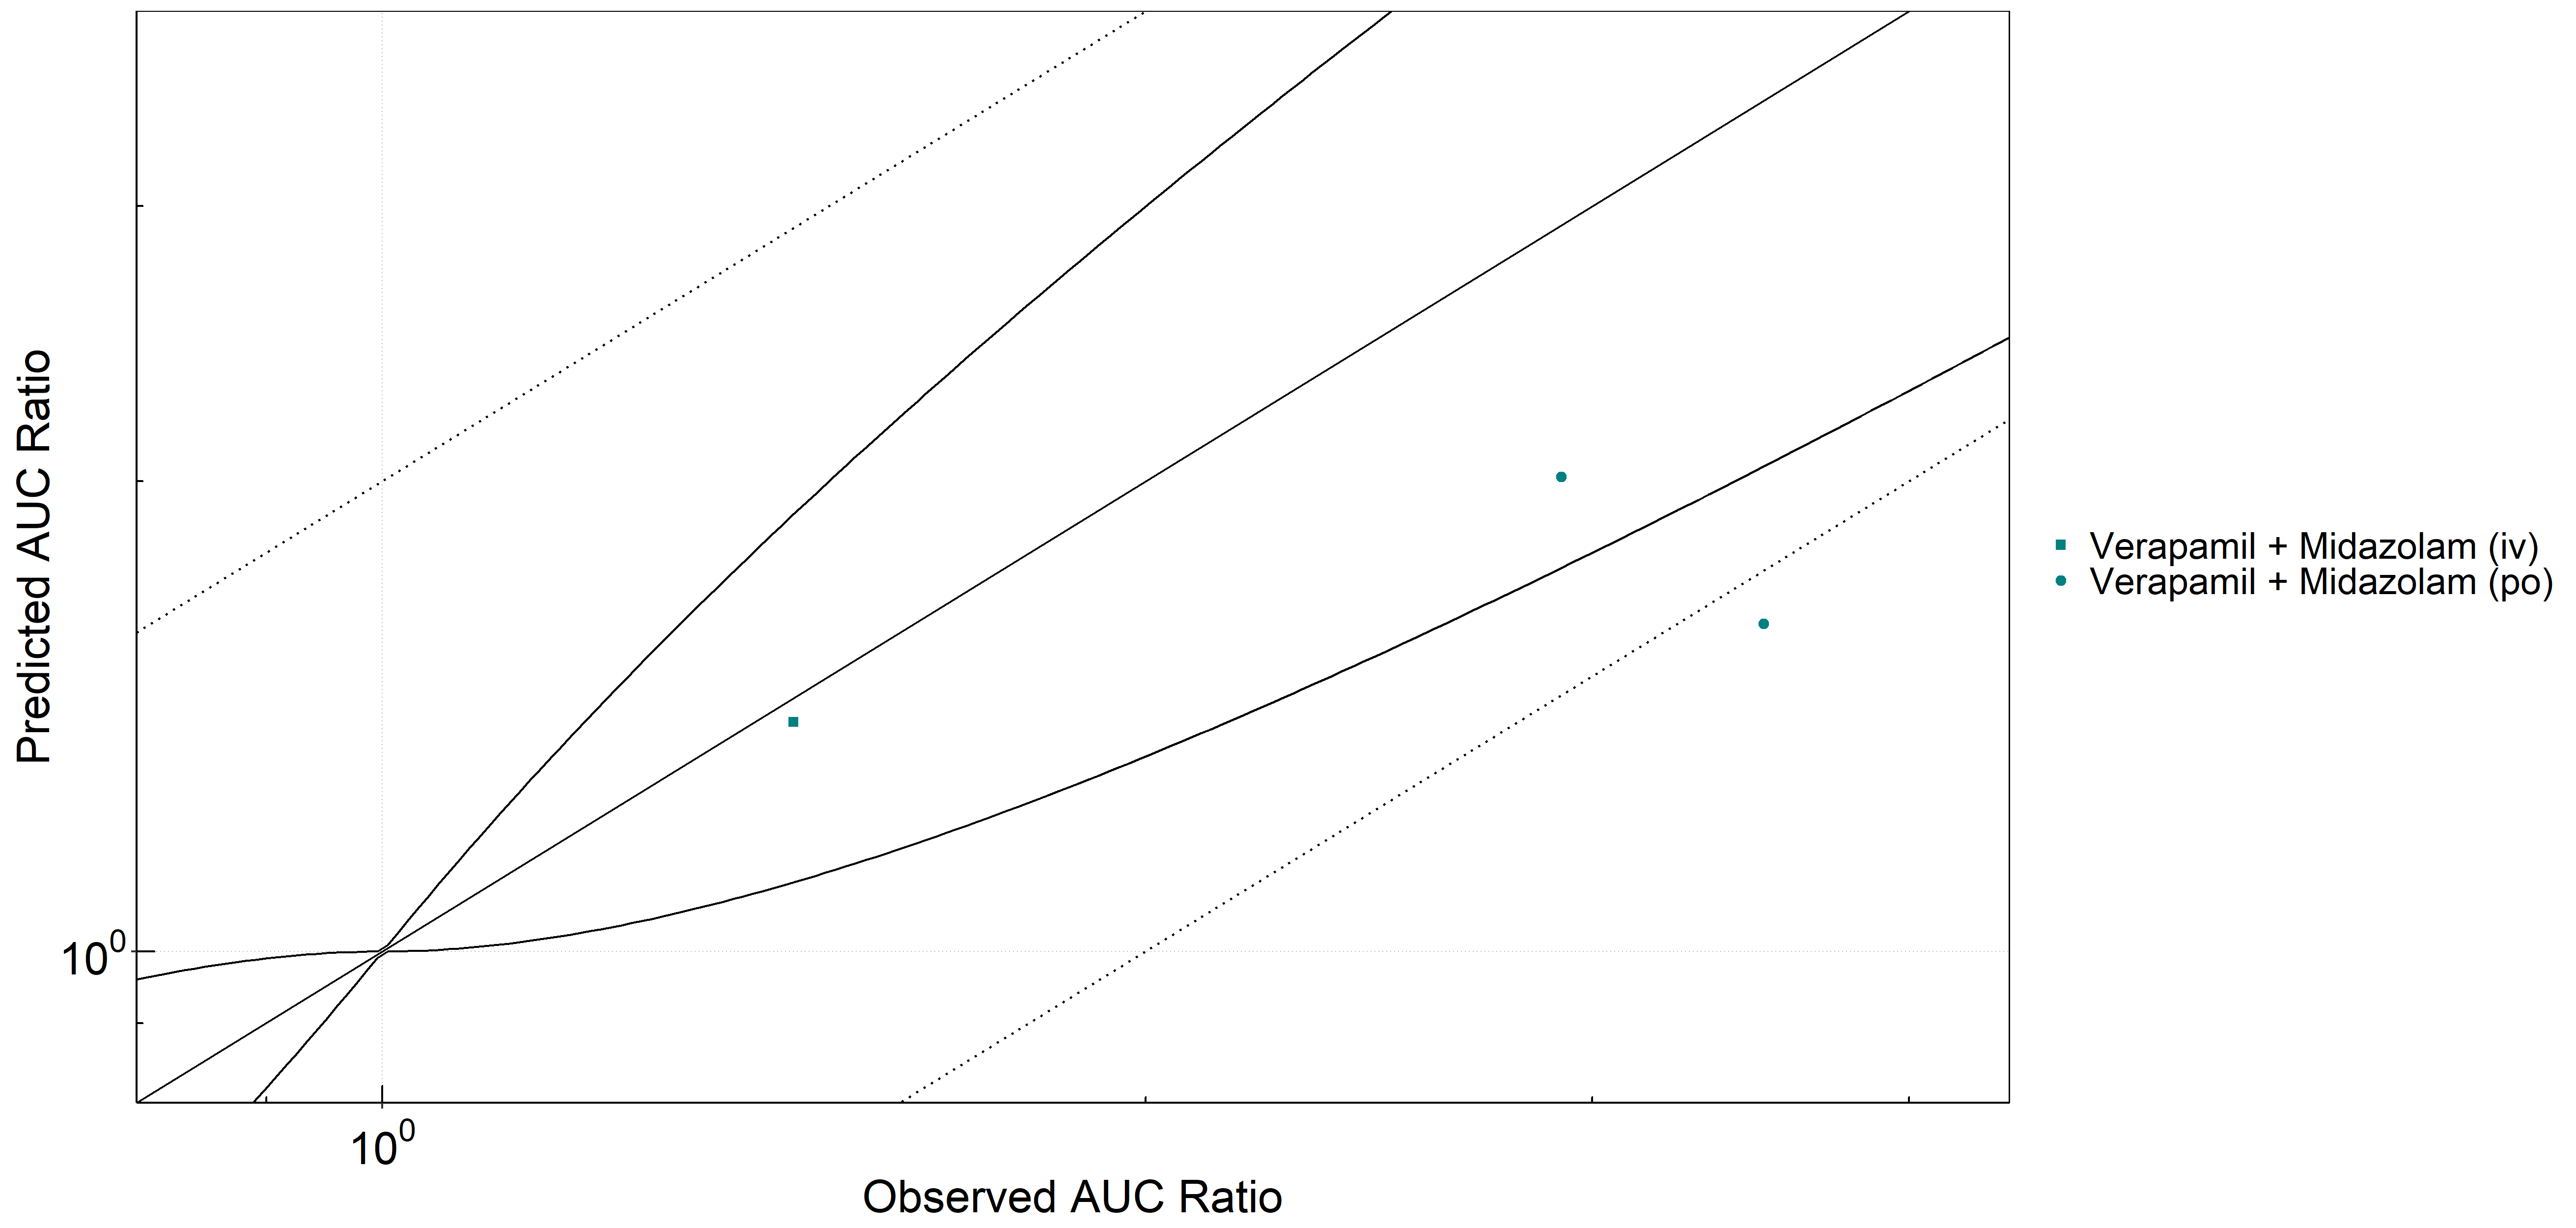 Predicted AUC Ratio
10⁰
10⁰
Observed AUC Ratio
Verapamil + Midazolam (iv)
Verapamil + Midazolam (po)